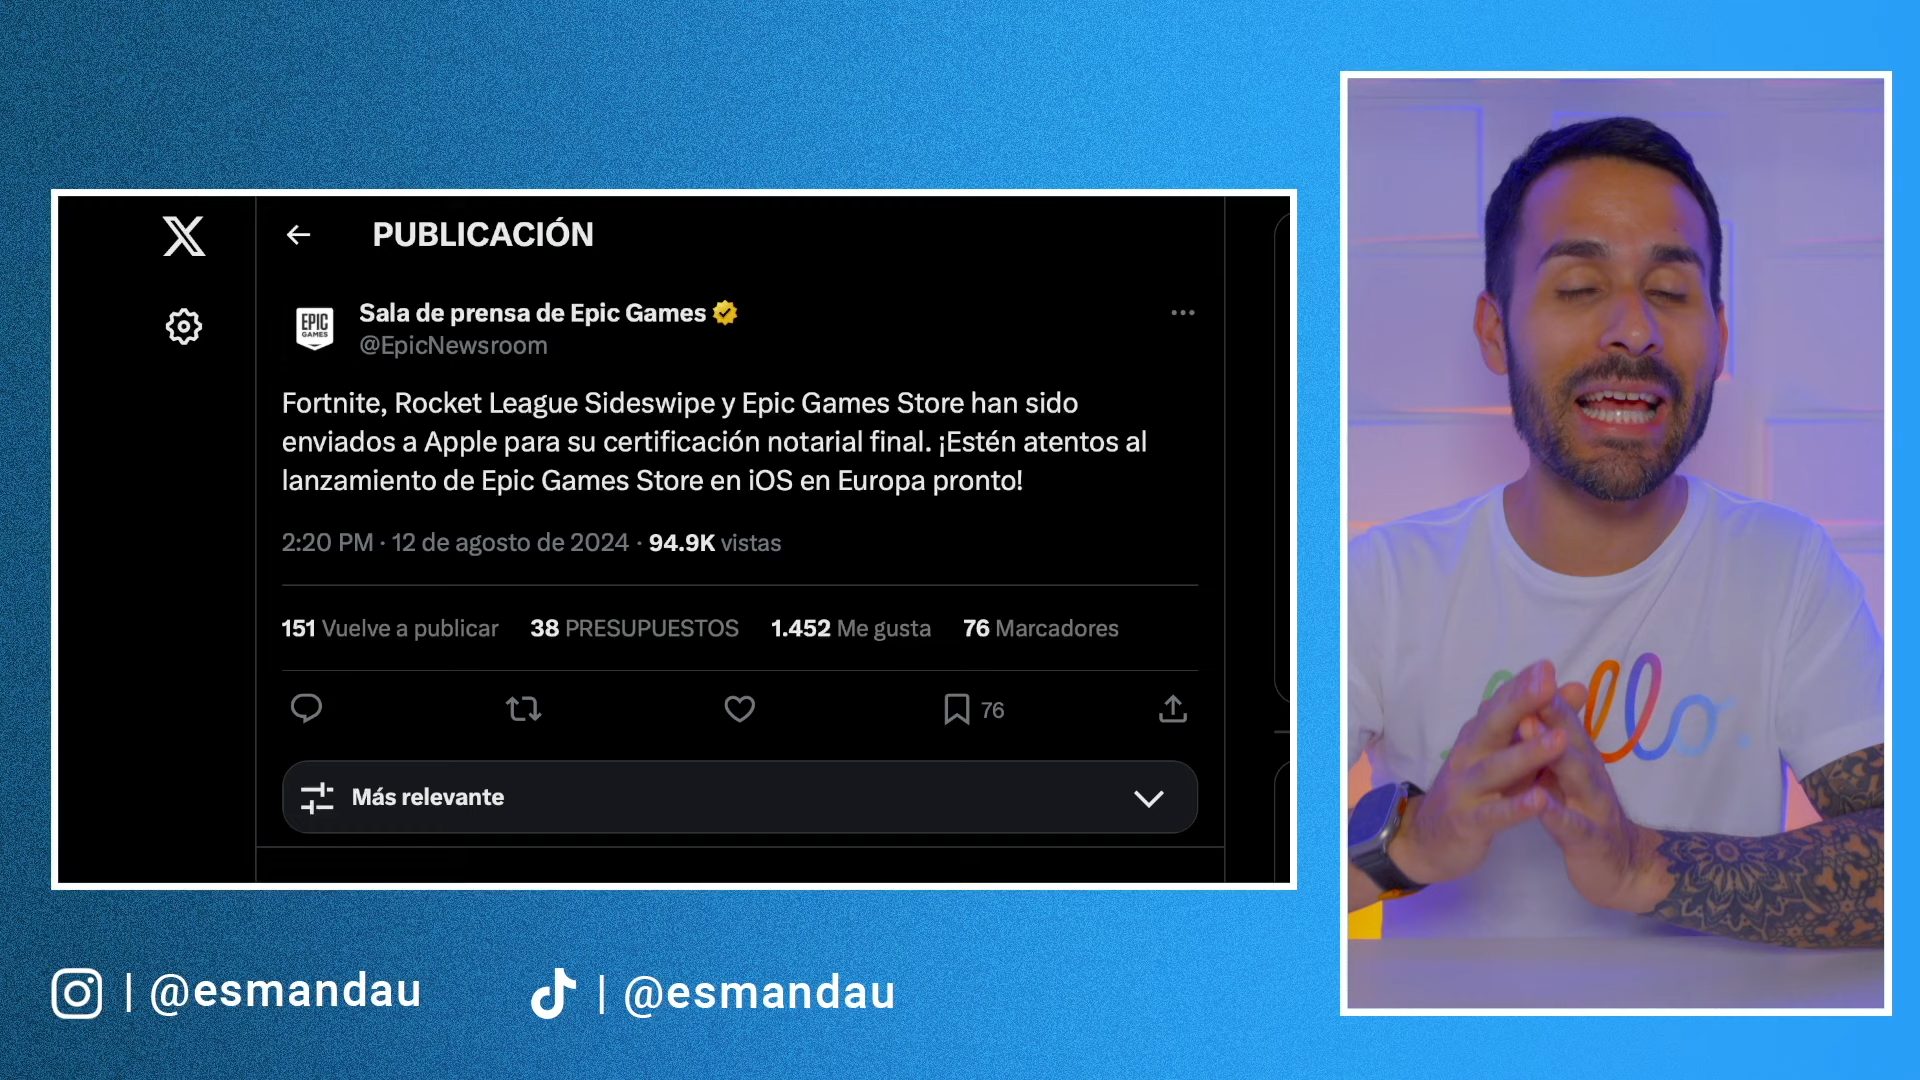 PUBLICACIÓN
EPIC
GAMES
Sala de prensa de Epic Games
@EpicNewsroom
Fortnite, Rocket League Sideswipe y Epic Games Store han sido
enviados a Apple para su certificación notarial final. ¡Estén atentos al
lanzamiento de Epic Games Store en iOS en Europa pronto!
2:20 PM · 12 de agosto de 2024 · 94.9K vistas
151 Vuelve a publicar 38 PRESUPUESTOS 1.452 Me gusta 76 Marcadores
76
Más relevante
| @esmandau
| @esmandau